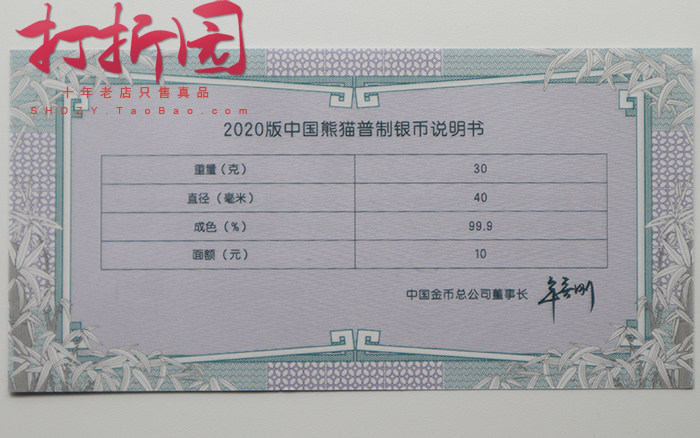 打折园
十年老店只售真品
SHOZY.TaoBao.com
2020版中国熊猫普制银币说明书
重量（克） 30
直径（毫米） 40
成色（%） 99.9
面额（元） 10
中国金币总公司董事长